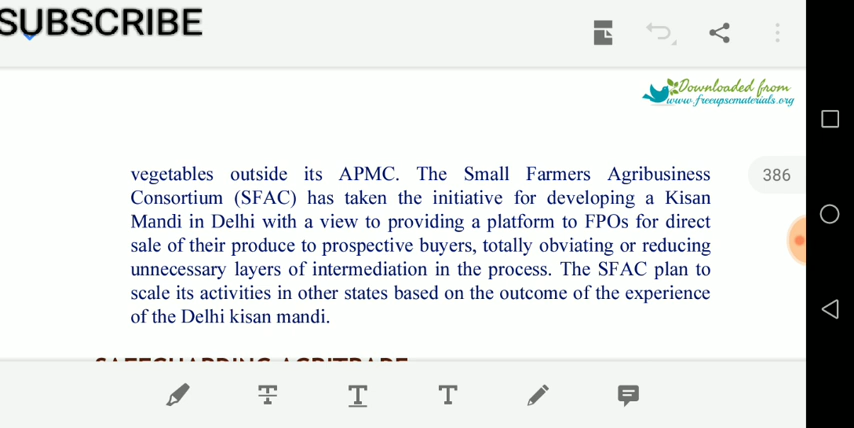 SUBSCRIBE
Downloaded from
www.freeupscmaterials.org
vegetables outside its APMC. The Small Farmers Agribusiness
386
Consortium (SFAC) has taken the initiative for developing a Kisan
Mandi in Delhi with a view to providing a platform to FPOs for direct
sale of their produce to prospective buyers, totally obviating or reducing
unnecessary layers of intermediation in the process. The SFAC plan to
scale its activities in other states based on the outcome of the experience
of the Delhi kisan mandi.
SAFEGUARDING AGRITRADE
T
T
T